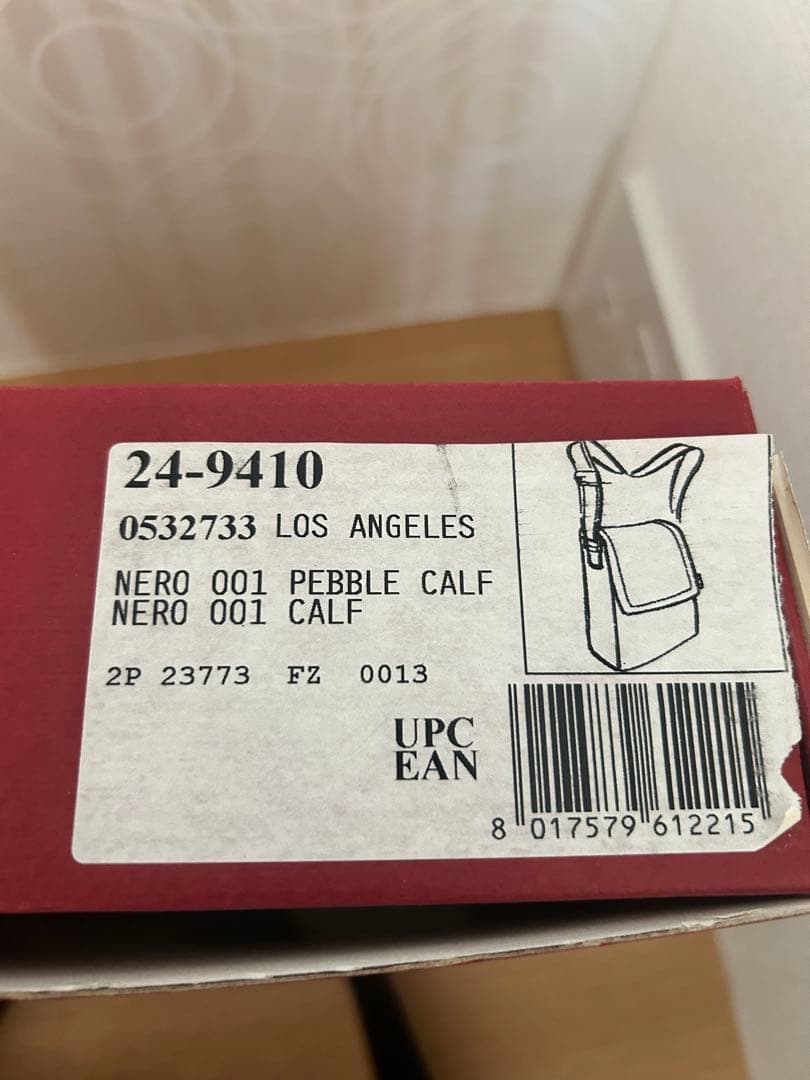 24-9410
0532733 LOS ANGELES
NERO 001 PEBBLE CALF
NERO 001 CALF
2P 23773 FZ 0013
UPC
EAN
8 017579 612215